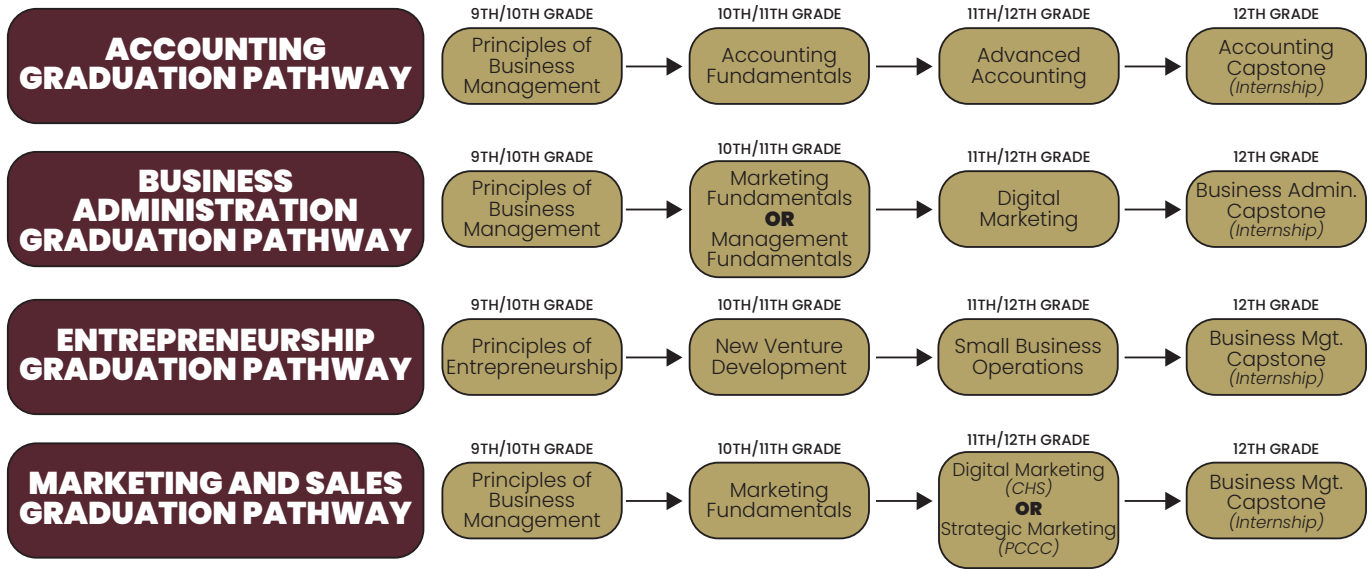 ACCOUNTING
GRADUATION PATHWAY
9TH/10TH GRADE
Principles of
Business
Management
10TH/11TH GRADE
Accounting
Fundamentals
11TH/12TH GRADE
Advanced
Accounting
12TH GRADE
Accounting
Capstone
(Internship)
BUSINESS
ADMINISTRATION
GRADUATION PATHWAY
9TH/10TH GRADE
Principles of
Business
Management
10TH/11TH GRADE
Marketing
Fundamentals
OR
Management
Fundamentals
11TH/12TH GRADE
Digital
Marketing
12TH GRADE
Business Admin.
Capstone
(Internship)
ENTREPRENEURSHIP
GRADUATION PATHWAY
9TH/10TH GRADE
Principles of
Entrepreneurship
10TH/11TH GRADE
New Venture
Development
11TH/12TH GRADE
Small Business
Operations
12TH GRADE
Business Mgt.
Capstone
(Internship)
MARKETING AND SALES
GRADUATION PATHWAY
9TH/10TH GRADE
Principles of
Business
Management
10TH/11TH GRADE
Marketing
Fundamentals
11TH/12TH GRADE
Digital Marketing
(CHS)
OR
Strategic Marketing
(PCCC)
12TH GRADE
Business Mgt.
Capstone
(Internship)